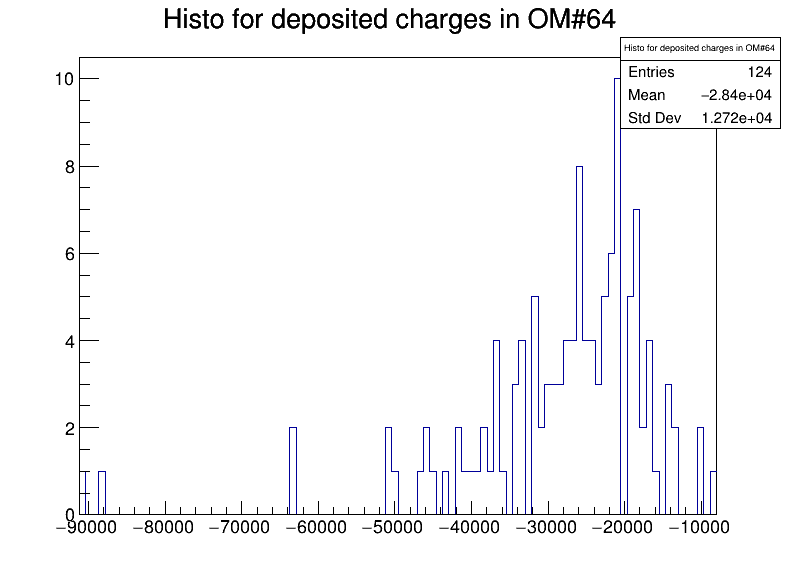 Histo for deposited charges in OM#64
Histo for deposited charges in OM#64
Entries 124
Mean −2.84e+04
Std Dev 1.272e+04
10
8
6
4
2
0
−90000 −80000 −70000 −60000 −50000 −40000 −30000 −20000 −10000